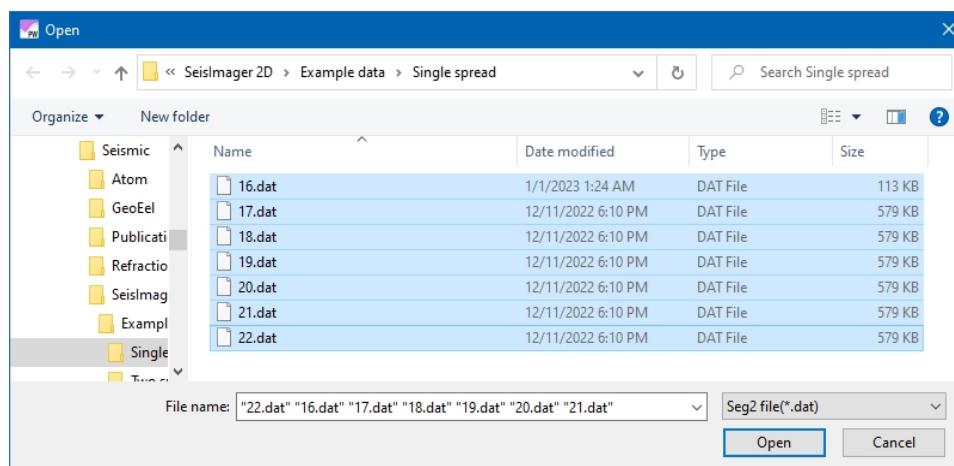 PW Open
« SeisImager 2D > Example data > Single spread
Search Single spread
Organize New folder
Seismic
Atom
GeoEel
Publicati
Refractio
SeisImag
Exampl
Single
Name Date modified Type Size
16.dat 1/1/2023 1:24 AM DAT File 113 KB
17.dat 12/11/2022 6:10 PM DAT File 579 KB
18.dat 12/11/2022 6:10 PM DAT File 579 KB
19.dat 12/11/2022 6:10 PM DAT File 579 KB
20.dat 12/11/2022 6:10 PM DAT File 579 KB
21.dat 12/11/2022 6:10 PM DAT File 579 KB
22.dat 12/11/2022 6:10 PM DAT File 579 KB
File name: "22.dat" "16.dat" "17.dat" "18.dat" "19.dat" "20.dat" "21.dat"
Seg2 file(*.dat)
Open Cancel